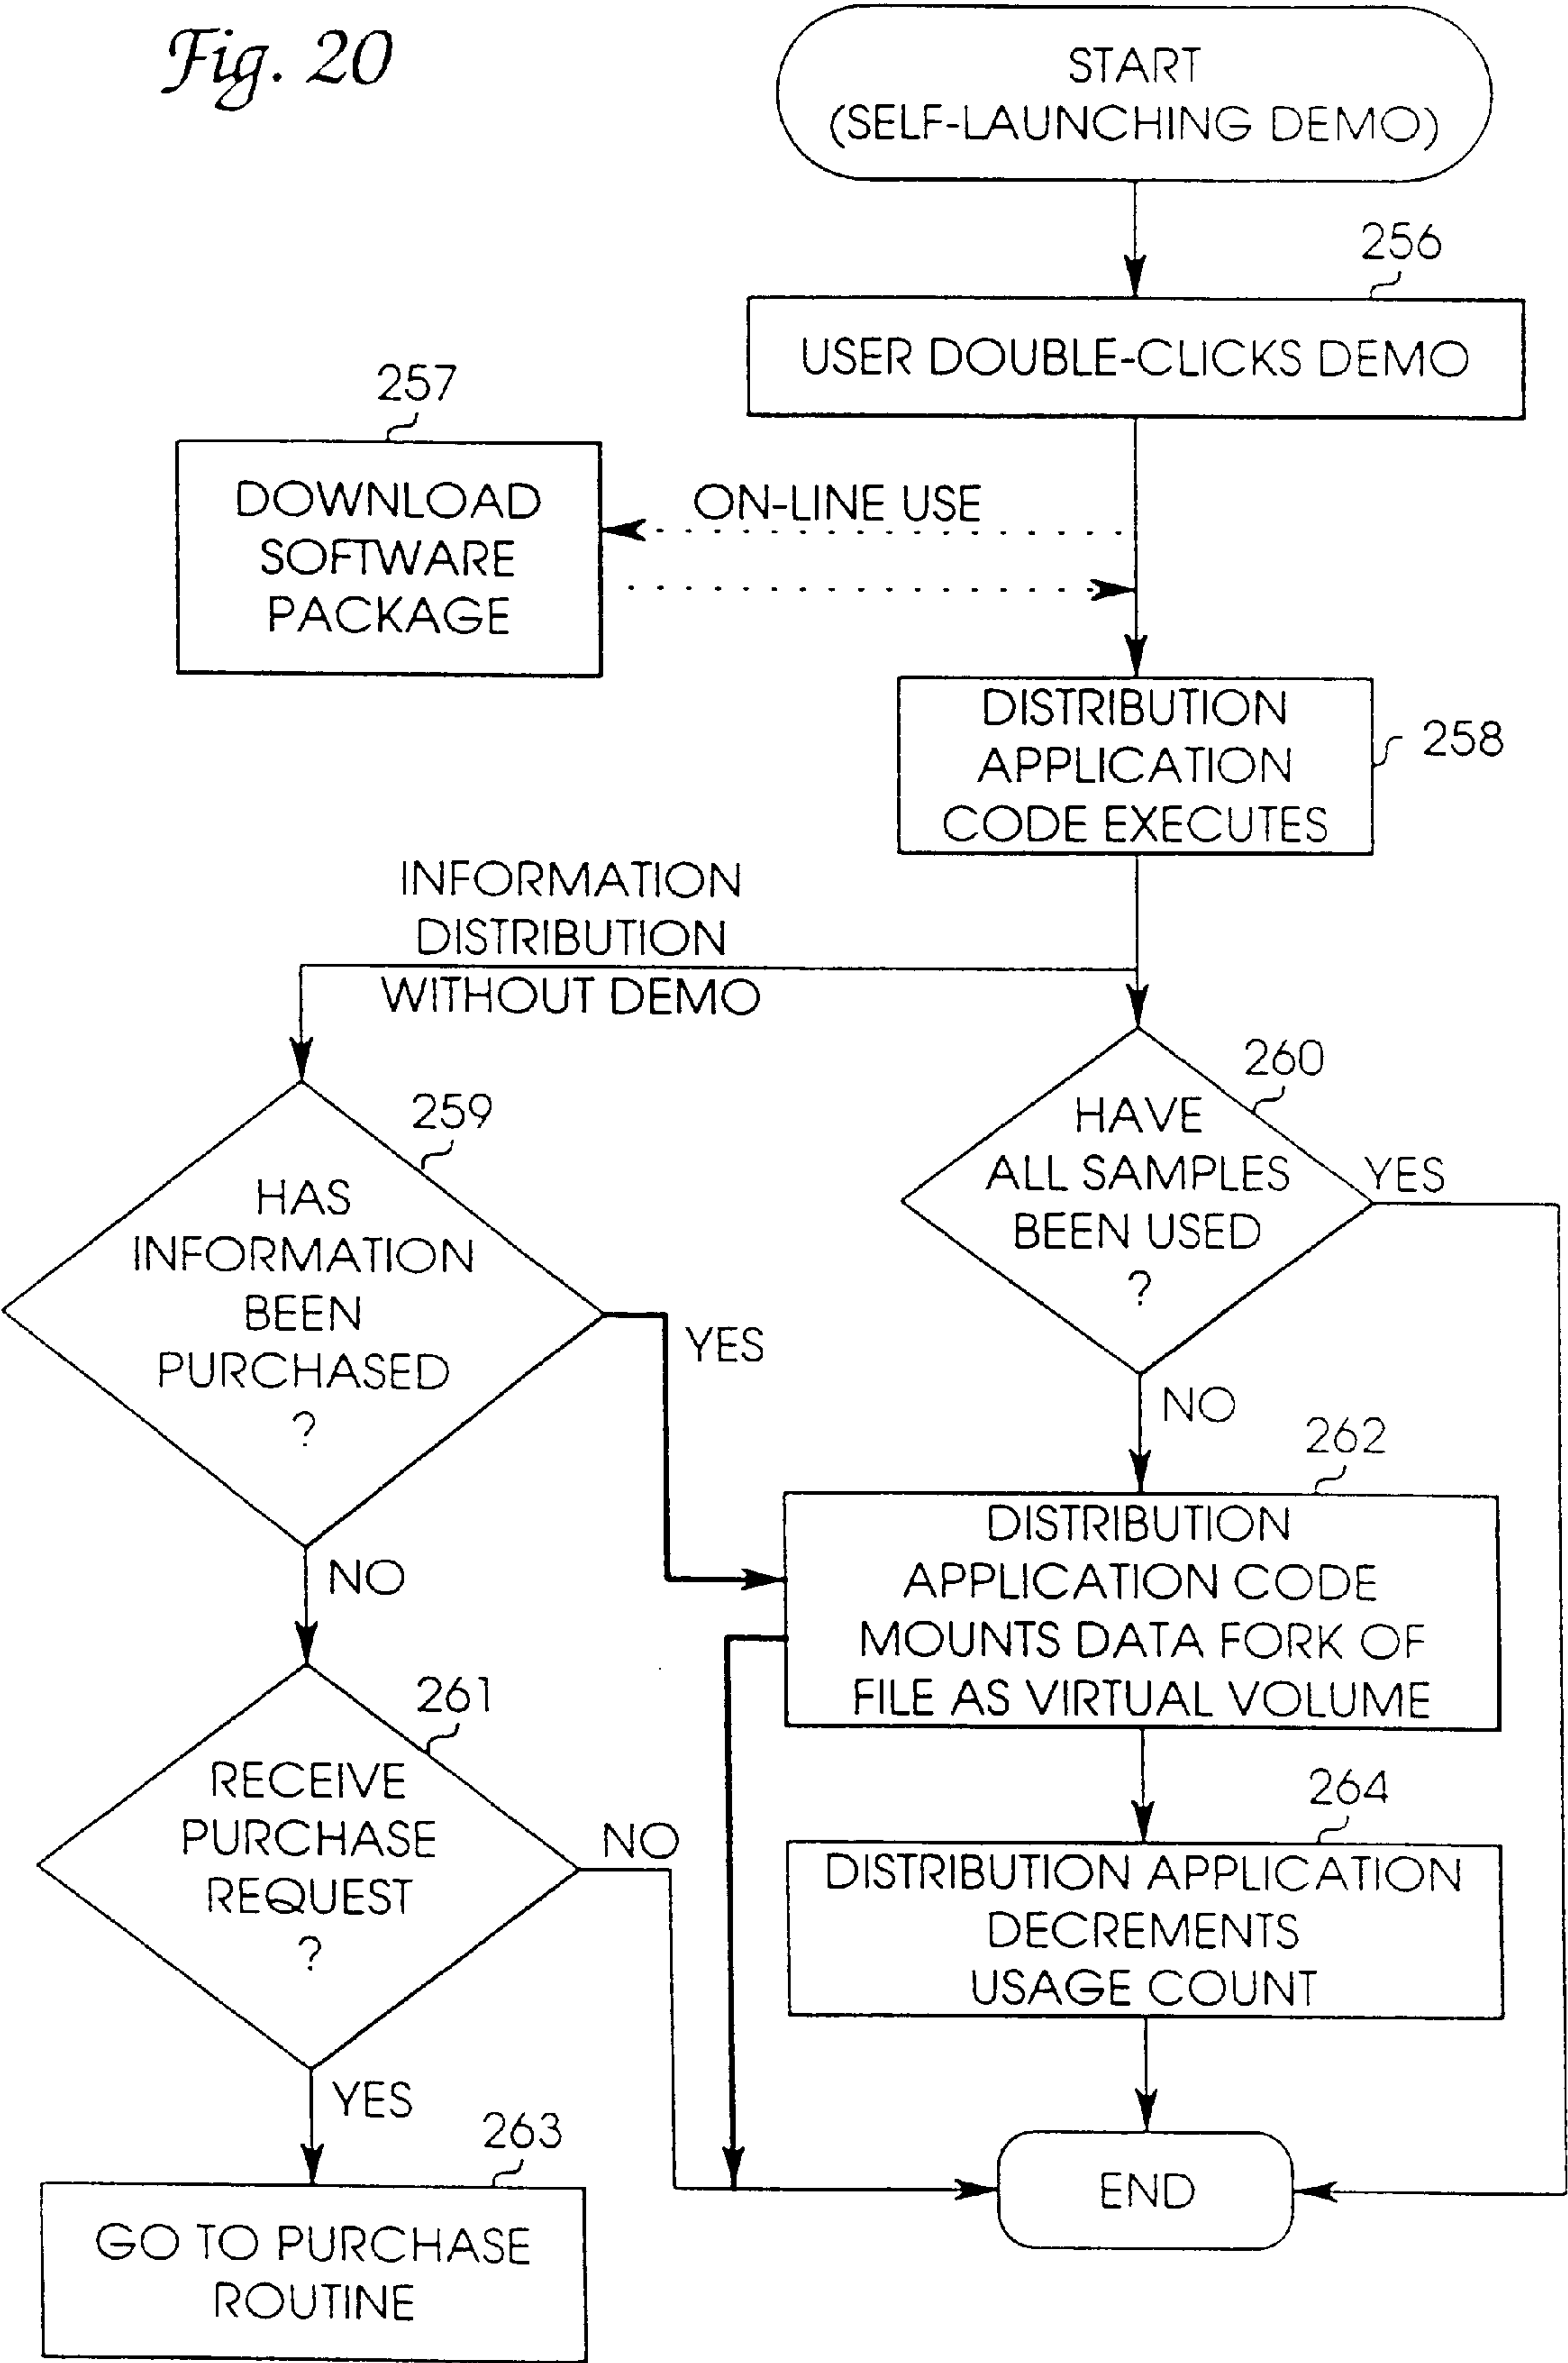 Fig. 20
START
(SELF-LAUNCHING DEMO)
256
USER DOUBLE-CLICKS DEMO
257
DOWNLOAD
SOFTWARE
PACKAGE
ON-LINE USE
DISTRIBUTION
APPLICATION
CODE EXECUTES
258
INFORMATION
DISTRIBUTION
WITHOUT DEMO
259
HAS
INFORMATION
BEEN
PURCHASED
?
YES
NO
260
HAVE
ALL SAMPLES
BEEN USED
?
YES
NO
262
DISTRIBUTION
APPLICATION CODE
MOUNTS DATA FORK OF
FILE AS VIRTUAL VOLUME
261
RECEIVE
PURCHASE
REQUEST
?
NO
YES
264
DISTRIBUTION APPLICATION
DECREMENTS
USAGE COUNT
263
GO TO PURCHASE
ROUTINE
END